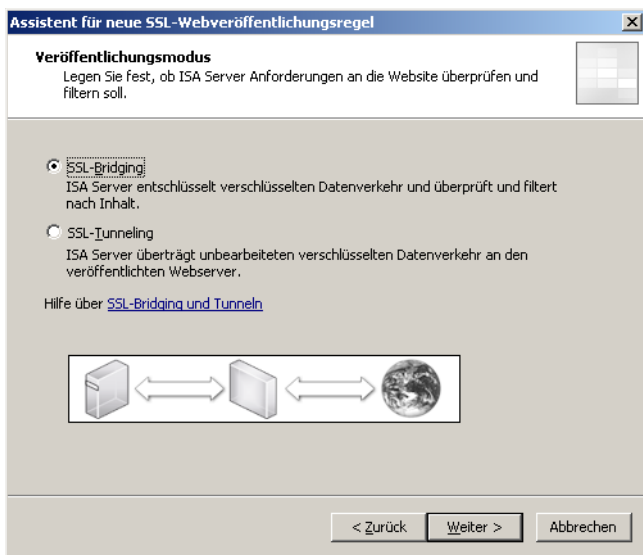 Assistent für neue SSL-Webveröffentlichungsregel
Veröffentlichungsmodus
Legen Sie fest, ob ISA Server Anforderungen an die Website überprüfen und
filtern soll.
SSL-Bridging
ISA Server entschlüsselt verschlüsselten Datenverkehr und überprüft und filtert
nach Inhalt.
SSL-Tunneling
ISA Server überträgt unbearbeiteten verschlüsselten Datenverkehr an den
veröffentlichten Webserver.
Hilfe über SSL-Bridging und Tunneln
< Zurück Weiter > Abbrechen